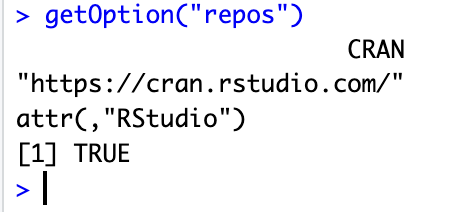 > getOption("repos")
CRAN
"https://cran.rstudio.com/"
attr(,"RStudio")
[1] TRUE
>